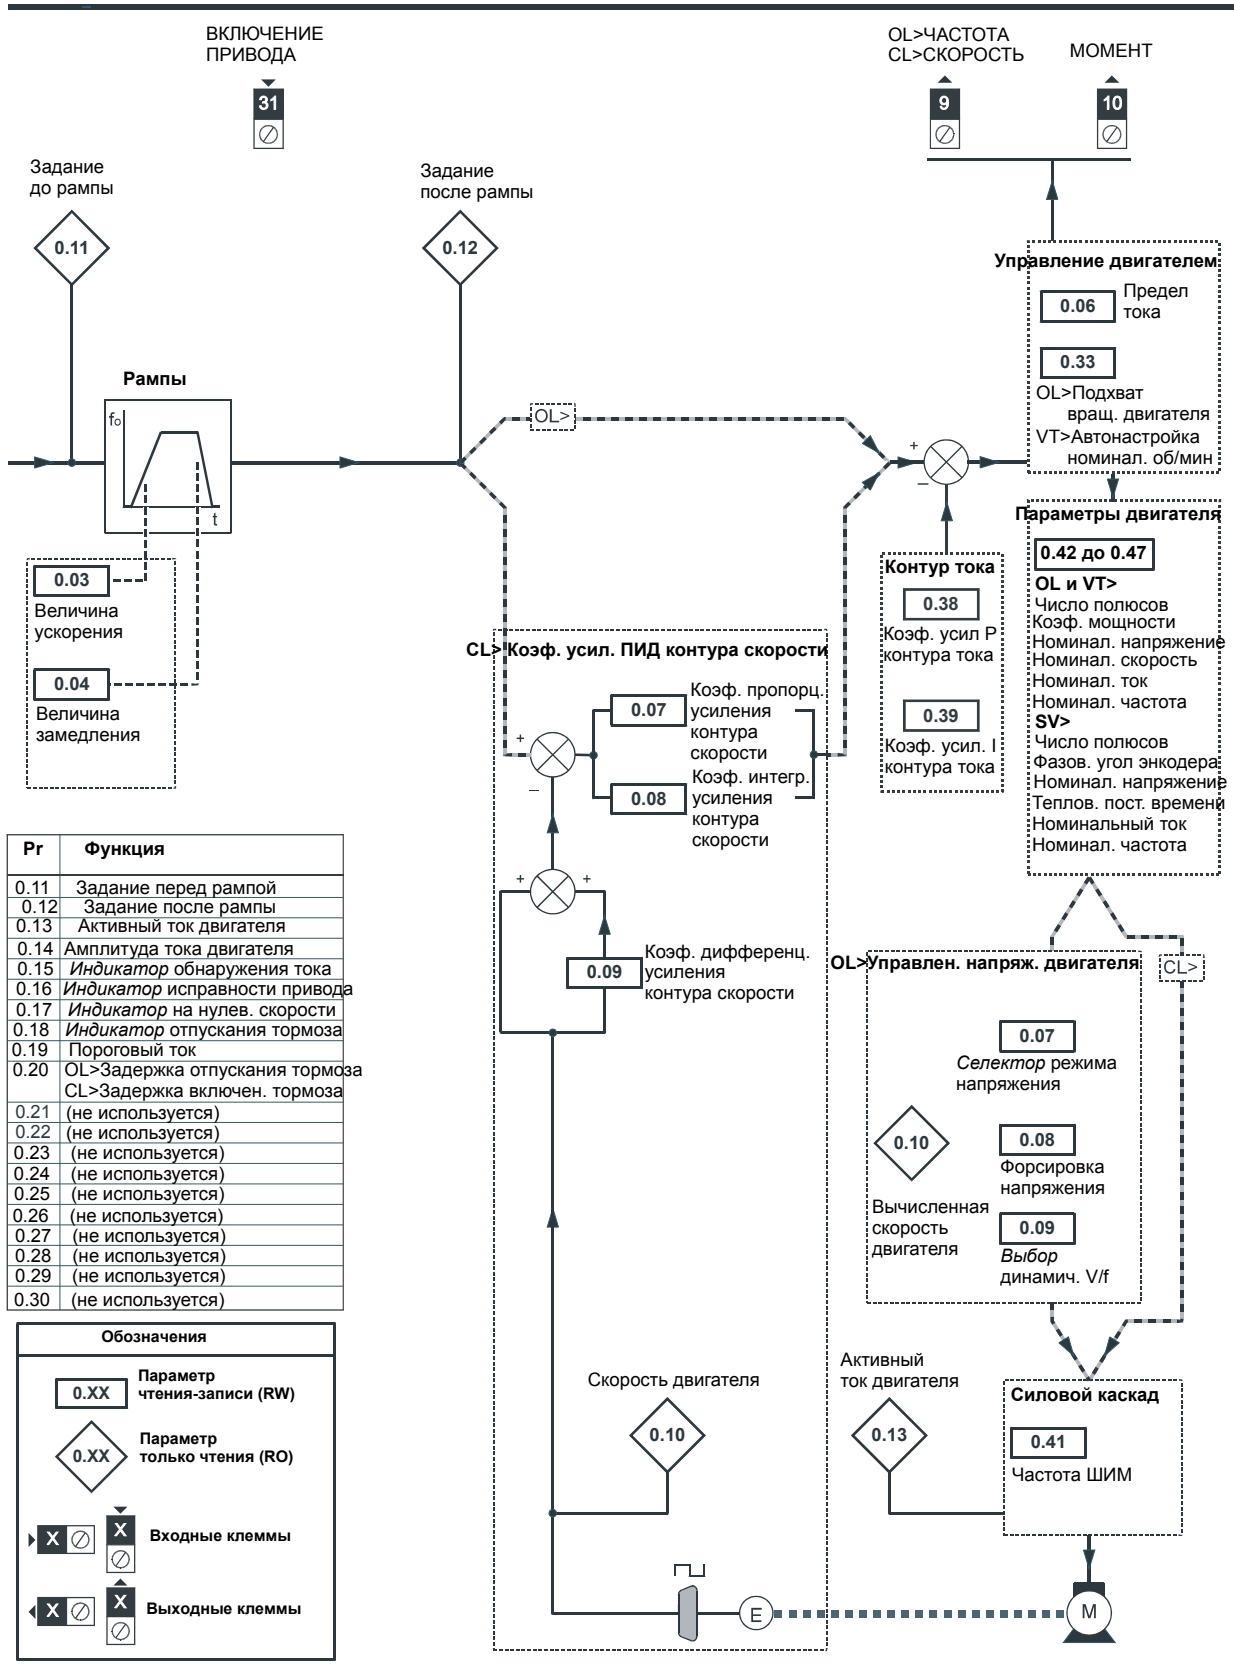 ВКЛЮЧЕНИЕ
ПРИВОДА
31
OL>ЧАСТОТА
CL>СКОРОСТЬ
9
МОМЕНТ
10
Задание
до рампы
0.11
Задание
после рампы
0.12
Рампы
fo
t
0.03
Величина
ускорения
0.04
Величина
замедления
OL>
+
–
Управление двигателем
0.06
Предел
тока
0.33
OL>Подхват
вращ. двигателя
VT>Автонастройка
номинал. об/мин
Параметры двигателя
0.42 до 0.47
OL и VT>
Число полюсов
Коэф. мощности
Номинал. напряжение
Номинал. скорость
Номинал. ток
Номинал. частота
SV>
Число полюсов
Фазов. угол энкодера
Номинал. напряжение
Теплов. пост. времени
Номинальный ток
Номинал. частота
Контур тока
0.38
Коэф. усил P
контура тока
0.39
Коэф. усил. I
контура тока
CL> Коэф. усил. ПИД контура скорости
0.07
Коэф. пропорц.
усиления
контура
скорости
0.08
Коэф. интегр.
усиления
контура
скорости
+
–
+
+
0.09
Коэф. дифференц.
усиления
контура скорости
Pr Функция
0.11 Задание перед рампой
0.12 Задание после рампы
0.13 Активный ток двигателя
0.14 Амплитуда тока двигателя
0.15 Индикатор обнаружения тока
0.16 Индикатор исправности привода
0.17 Индикатор на нулев. скорости
0.18 Индикатор отпускания тормоза
0.19 Пороговый ток
0.20 OL>Задержка отпускания тормоза
CL>Задержка включен. тормоза
0.21 (не используется)
0.22 (не используется)
0.23 (не используется)
0.24 (не используется)
0.25 (не используется)
0.26 (не используется)
0.27 (не используется)
0.28 (не используется)
0.29 (не используется)
0.30 (не используется)
OL>Управлен. напряж. двигателя
CL>
0.07
Селектор режима
напряжения
0.10
Вычисленная
скорость
двигателя
0.08
Форсировка
напряжения
0.09
Выбор
динамич. V/f
Обозначения
0.XX
Параметр
чтения-записи (RW)
0.XX
Параметр
только чтения (RO)
X
X
Входные клеммы
X
X
Выходные клеммы
Скорость двигателя
0.10
Активный
ток двигателя
0.13
Силовой каскад
0.41
Частота ШИМ
E
M